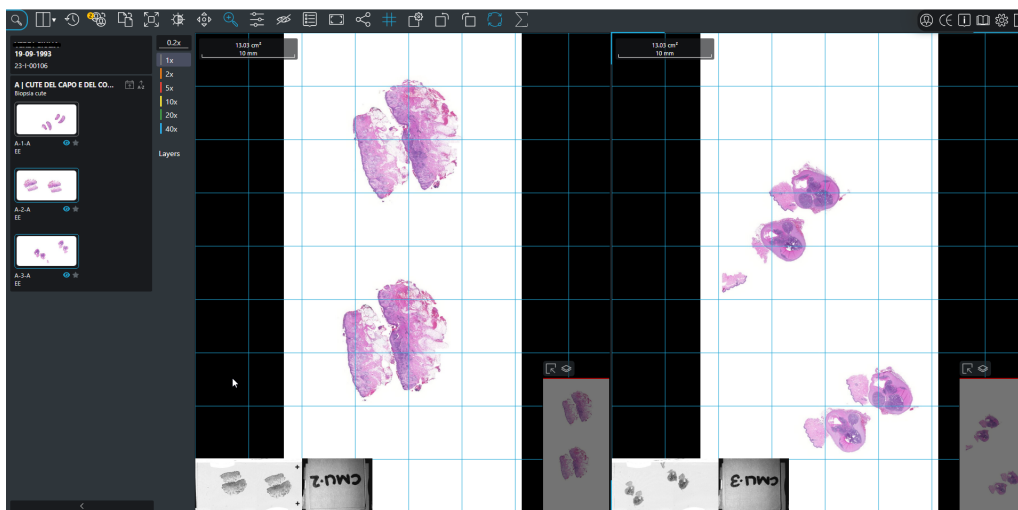 19-09-1993
23-I-00106
A | CUTE DEL CAPO E DEL CO...
Biopsia cute
A-1-A
EE
A-2-A
EE
A-3-A
EE
0.2x
1x
2x
5x
10x
20x
40x
Layers
13.03 cm²
10 mm
CMU-2
13.03 cm²
10 mm
CMU-3